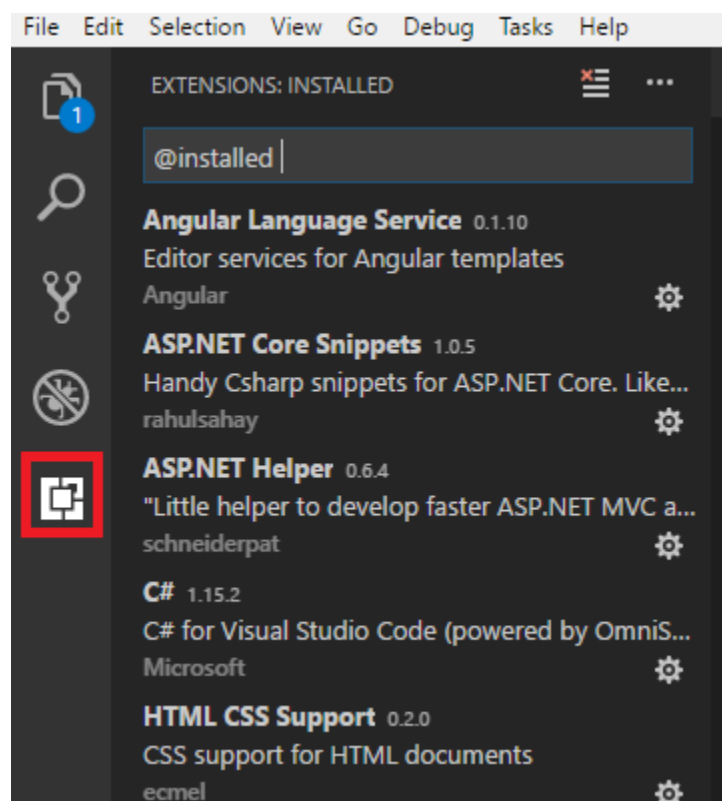 File Edit Selection View Go Debug Tasks Help
EXTENSIONS: INSTALLED
1
@installed
Angular Language Service 0.1.10
Editor services for Angular templates
Angular
ASP.NET Core Snippets 1.0.5
Handy Csharp snippets for ASP.NET Core. Like...
rahulsahay
ASP.NET Helper 0.6.4
"Little helper to develop faster ASP.NET MVC a...
schneiderpat
C# 1.15.2
C# for Visual Studio Code (powered by OmniS...
Microsoft
HTML CSS Support 0.2.0
CSS support for HTML documents
ecmel